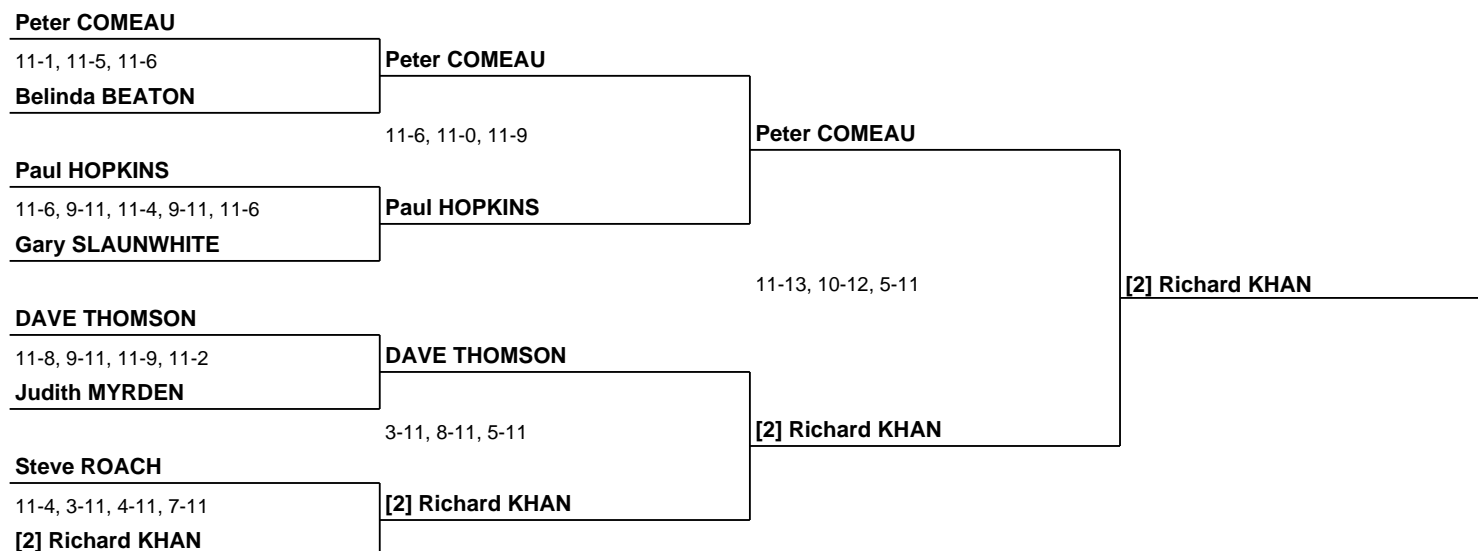 Peter COMEAU
11-1, 11-5, 11-6
Peter COMEAU
Belinda BEATON
11-6, 11-0, 11-9
Peter COMEAU
Paul HOPKINS
11-6, 9-11, 11-4, 9-11, 11-6
Paul HOPKINS
Gary SLAUNWHITE
11-13, 10-12, 5-11
[2] Richard KHAN
DAVE THOMSON
11-8, 9-11, 11-9, 11-2
DAVE THOMSON
Judith MYRDEN
3-11, 8-11, 5-11
[2] Richard KHAN
Steve ROACH
11-4, 3-11, 4-11, 7-11
[2] Richard KHAN
[2] Richard KHAN